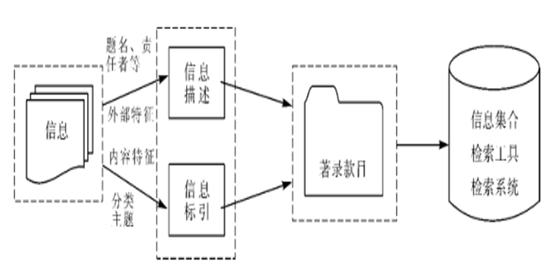 题名、责
任者等
信息
外部特征
内容特征
分类
主题
信息
描述
信息
标引
著录款目
信息集合
检索工具
检索系统